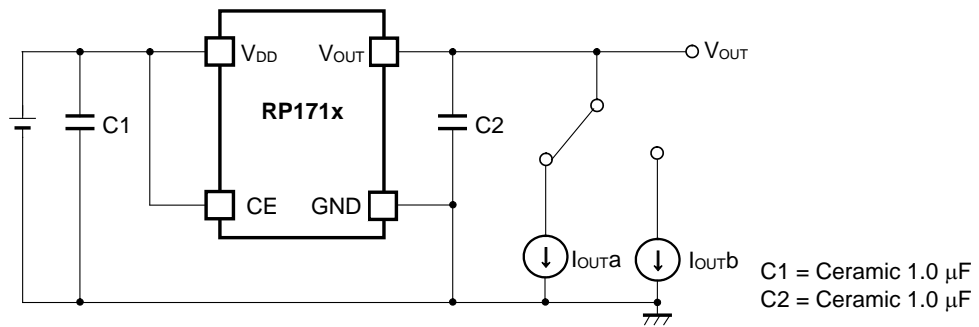 VDD
VOUT
VOUT
RP171x
C1
C2
CE
GND
IOUTa
IOUTb
C1 = Ceramic 1.0 μF
C2 = Ceramic 1.0 μF